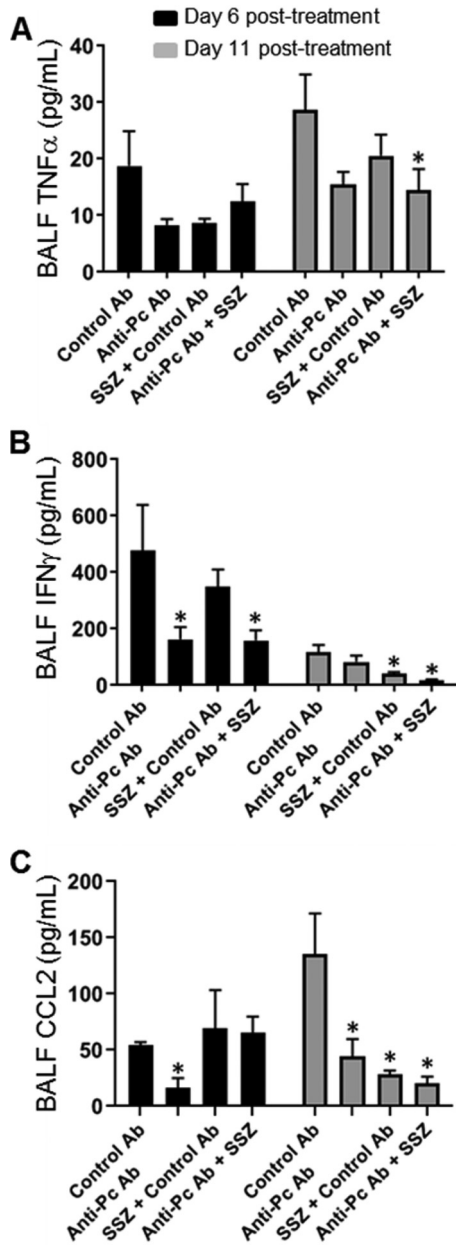 A
Day 6 post-treatment
Day 11 post-treatment
BALF TNFα (pg/mL)
40
30
20
10
0
*
Control Ab
Anti-Pc Ab
SSZ + Control Ab
Anti-Pc Ab + SSZ
Control Ab
Anti-Pc Ab
SSZ + Control Ab
Anti-Pc Ab + SSZ
B
BALF IFNγ (pg/mL)
800
600
400
200
0
*
*
*
*
Control Ab
Anti-Pc Ab
SSZ + Control Ab
Anti-Pc Ab + SSZ
Control Ab
Anti-Pc Ab
SSZ + Control Ab
Anti-Pc Ab + SSZ
C
BALF CCL2 (pg/mL)
200
150
100
50
0
*
*
*
*
Control Ab
Anti-Pc Ab
SSZ + Control Ab
Anti-Pc Ab + SSZ
Control Ab
Anti-Pc Ab
SSZ + Control Ab
Anti-Pc Ab + SSZ